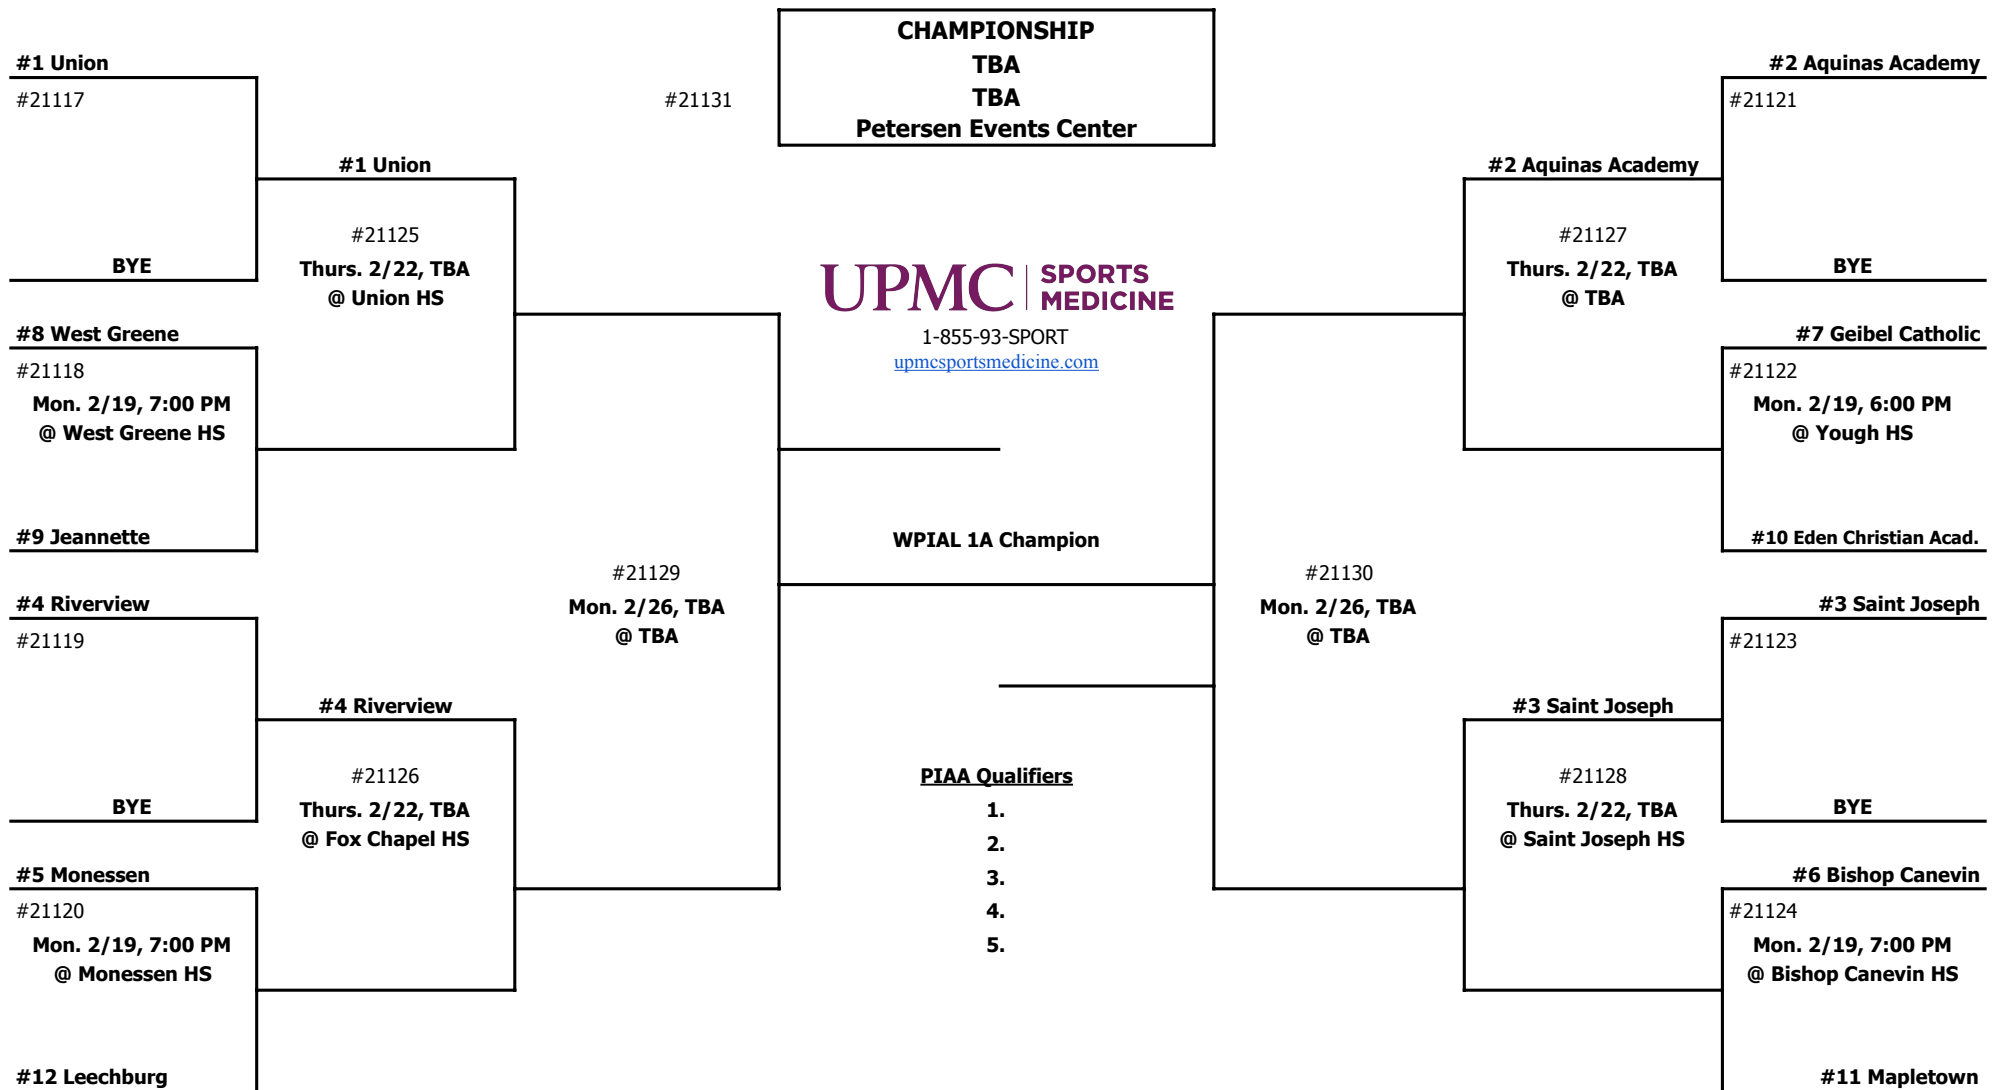 CHAMPIONSHIP
TBA
TBA
Petersen Events Center
#21131
#1 Union
#21117
BYE
#1 Union
#21125
Thurs. 2/22, TBA
@ Union HS
#8 West Greene
#21118
Mon. 2/19, 7:00 PM
@ West Greene HS
#9 Jeannette
#4 Riverview
#21119
BYE
#4 Riverview
#21126
Thurs. 2/22, TBA
@ Fox Chapel HS
#5 Monessen
#21120
Mon. 2/19, 7:00 PM
@ Monessen HS
#12 Leechburg
#21129
Mon. 2/26, TBA
@ TBA
UPMC SPORTS MEDICINE
1-855-93-SPORT
upmcsportsmedicine.com
WPIAL 1A Champion
PIAA Qualifiers
1.
2.
3.
4.
5.
#21130
Mon. 2/26, TBA
@ TBA
#2 Aquinas Academy
#21127
Thurs. 2/22, TBA
@ TBA
#2 Aquinas Academy
#21121
BYE
#7 Geibel Catholic
#21122
Mon. 2/19, 6:00 PM
@ Yough HS
#10 Eden Christian Acad.
#3 Saint Joseph
#21123
BYE
#3 Saint Joseph
#21128
Thurs. 2/22, TBA
@ Saint Joseph HS
#6 Bishop Canevin
#21124
Mon. 2/19, 7:00 PM
@ Bishop Canevin HS
#11 Mapletown